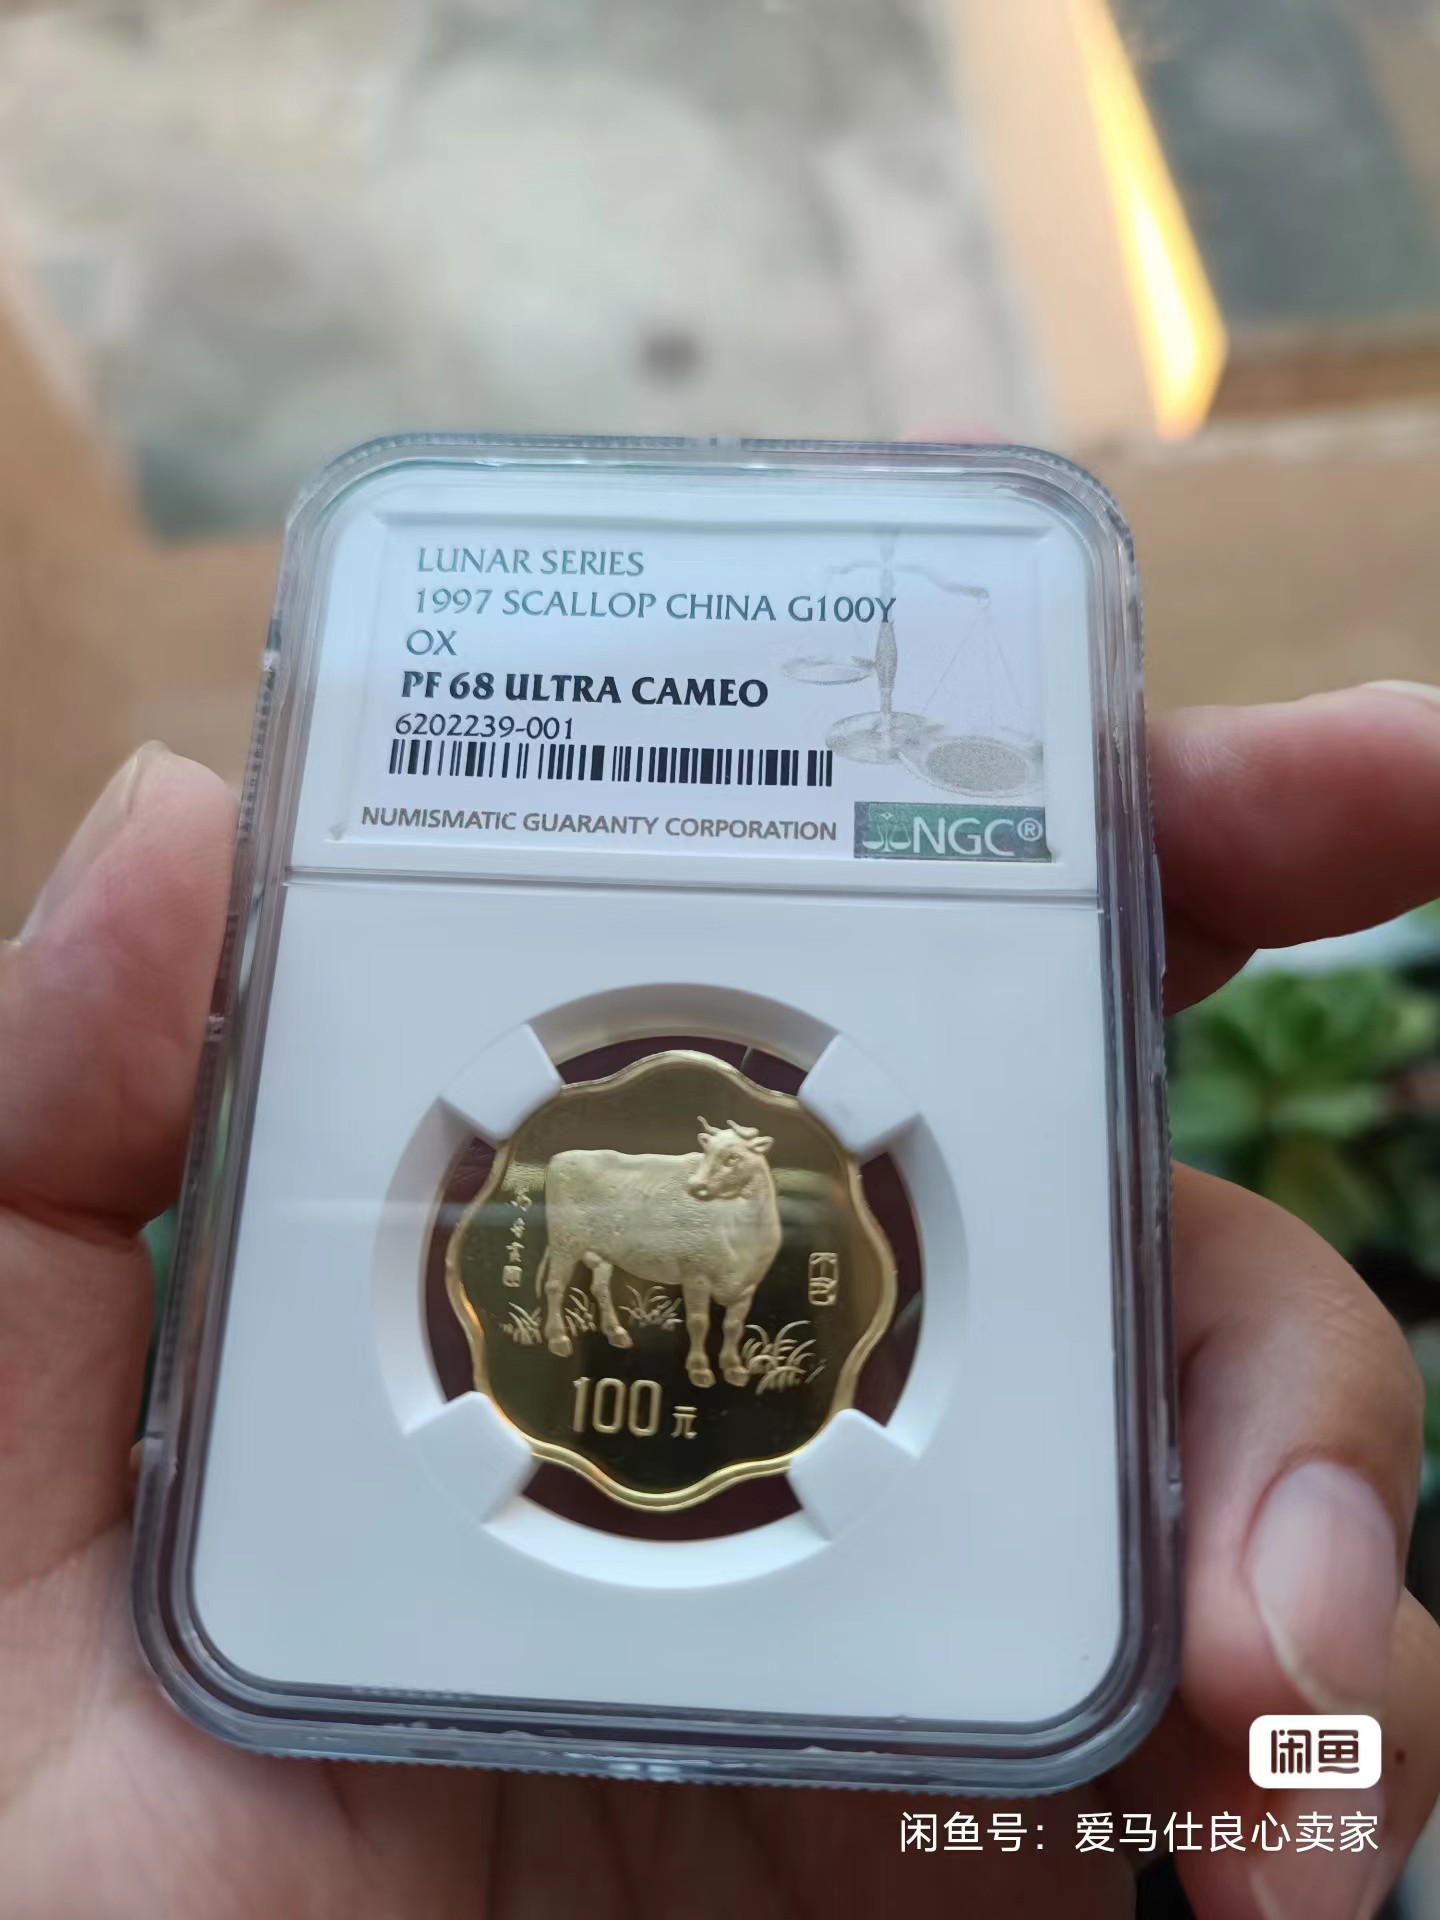 LUNAR SERIES
1997 SCALLOP CHINA G100Y
OX
PF 68 ULTRA CAMEO
6202239-001
NUMISMATIC GUARANTY CORPORATION
NGC®
100元
闲鱼
闲鱼号：爱马仕良心卖家